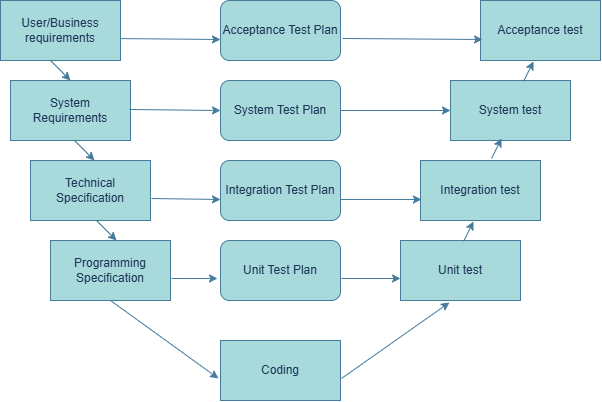 User/Business
requirements
Acceptance Test Plan
Acceptance test
System
Requirements
System Test Plan
System test
Technical
Specification
Integration Test Plan
Integration test
Programming
Specification
Unit Test Plan
Unit test
Coding